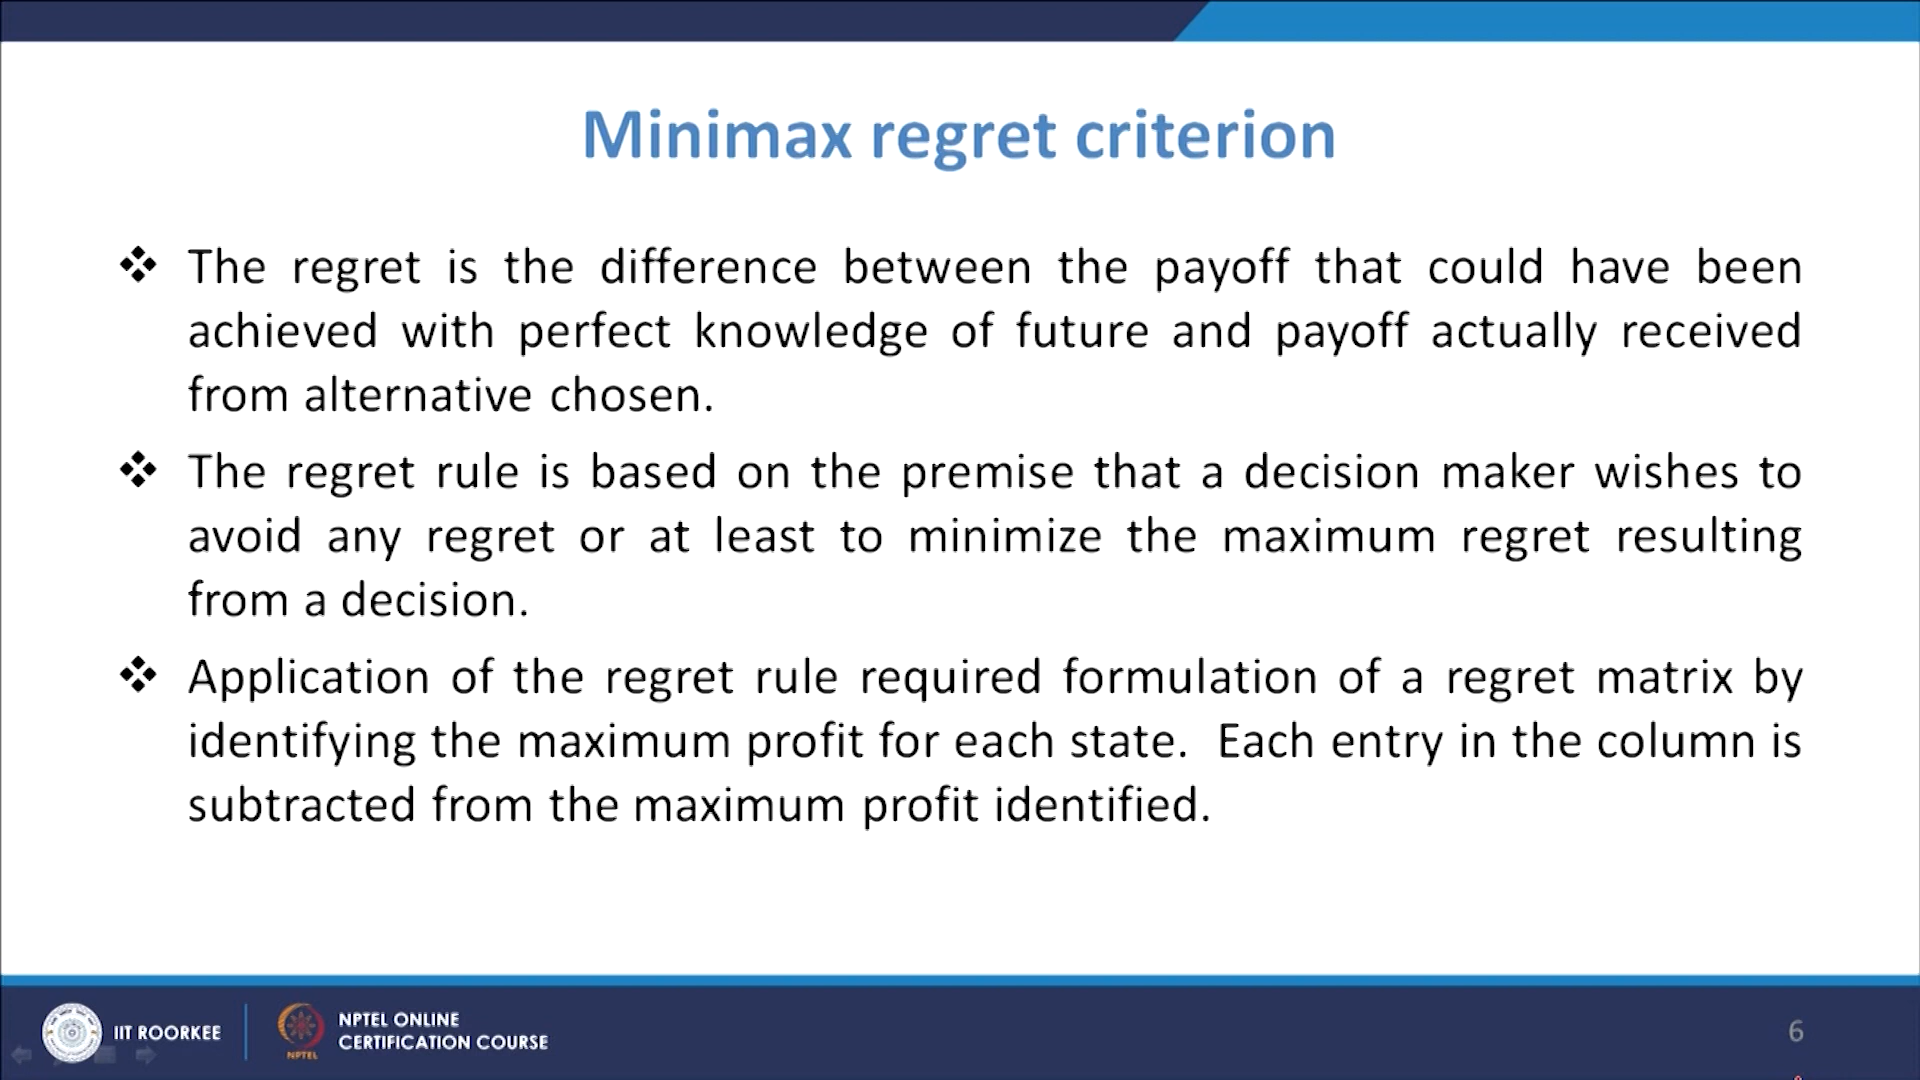 Minimax regret criterion
❖ The regret is the difference between the payoff that could have been
achieved with perfect knowledge of future and payoff actually received
from alternative chosen.
❖ The regret rule is based on the premise that a decision maker wishes to
avoid any regret or at least to minimize the maximum regret resulting
from a decision.
❖ Application of the regret rule required formulation of a regret matrix by
identifying the maximum profit for each state. Each entry in the column is
subtracted from the maximum profit identified.
IIT ROORKEE
NPTEL
NPTEL ONLINE
CERTIFICATION COURSE
6